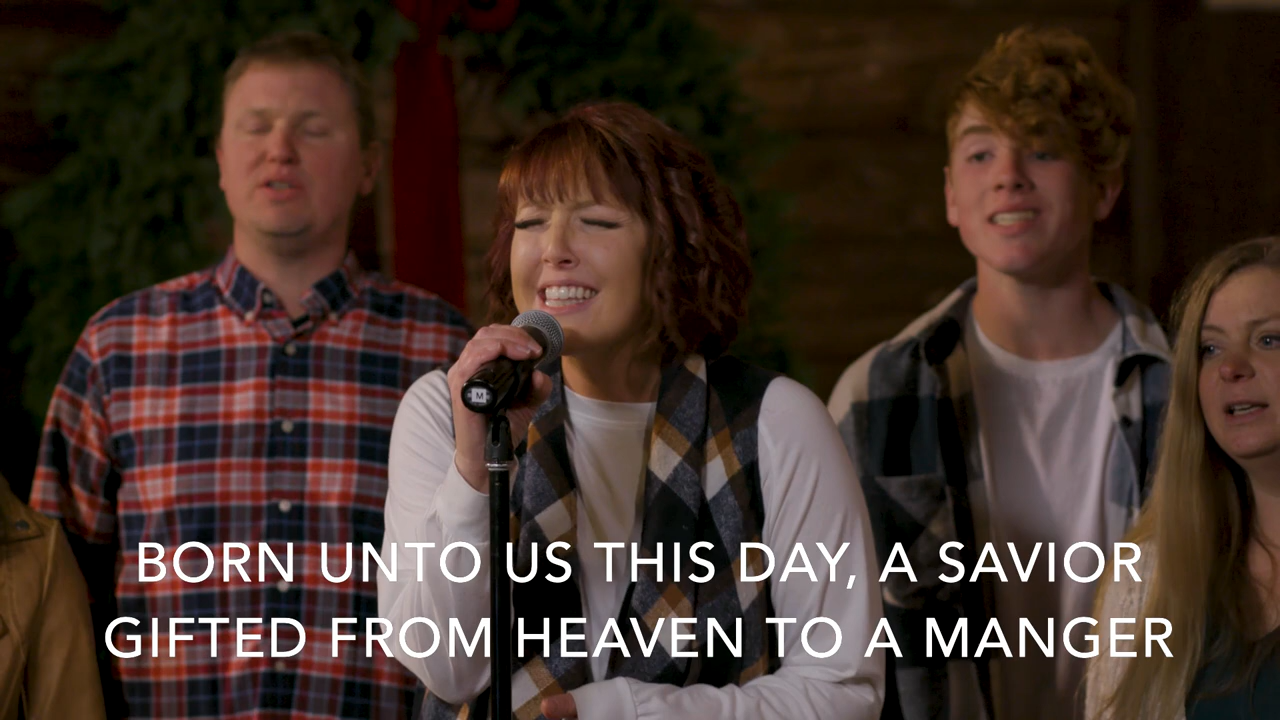 M
BORN UNTO US THIS DAY, A SAVIOR
GIFTED FROM HEAVEN TO A MANGER